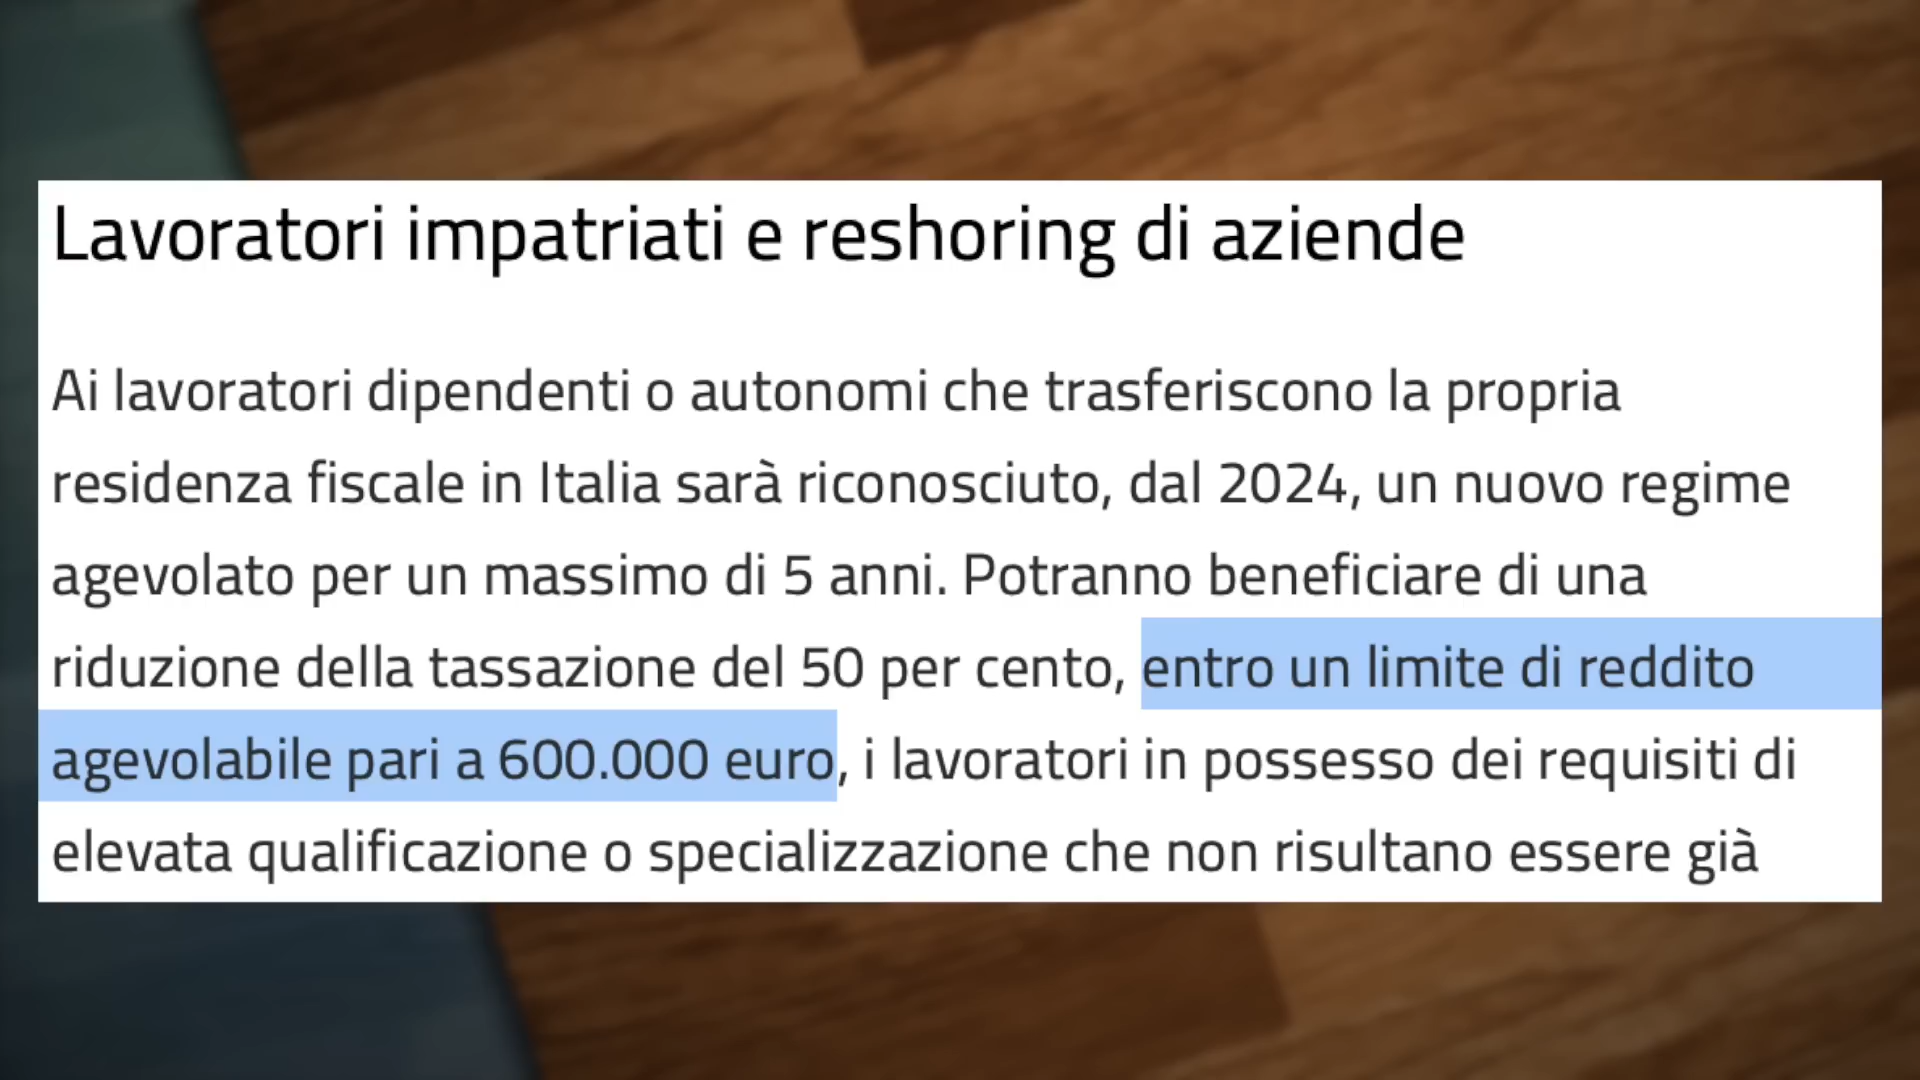 Lavoratori impatriati e reshoring di aziende
Ai lavoratori dipendenti o autonomi che trasferiscono la propria
residenza fiscale in Italia sarà riconosciuto, dal 2024, un nuovo regime
agevolato per un massimo di 5 anni. Potranno beneficiare di una
riduzione della tassazione del 50 per cento, entro un limite di reddito
agevolabile pari a 600.000 euro, i lavoratori in possesso dei requisiti di
elevata qualificazione o specializzazione che non risultano essere già